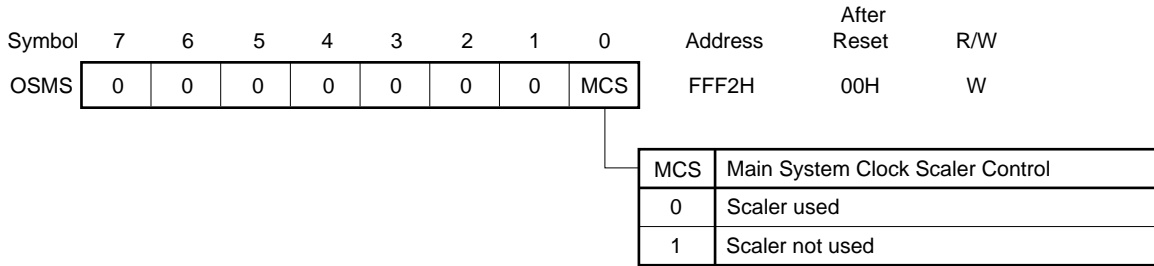 After
Symbol 7 6 5 4 3 2 1 0 Address Reset R/W
OSMS 0 0 0 0 0 0 0 MCS FFF2H 00H W
MCS Main System Clock Scaler Control
0 Scaler used
1 Scaler not used